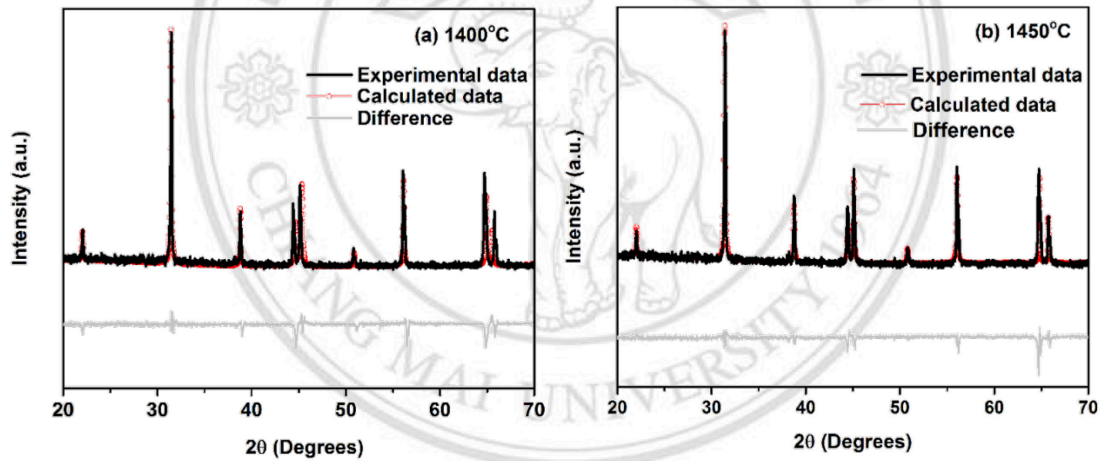 (a) 1400°C
Experimental data
Calculated data
Difference
Intensity (a.u.)
20 30 40 50 60 70
2θ (Degrees)
(b) 1450°C
Experimental data
Calculated data
Difference
Intensity (a.u.)
20 30 40 50 60 70
2θ (Degrees)
CHIANG MAI UNIVERSITY 1964